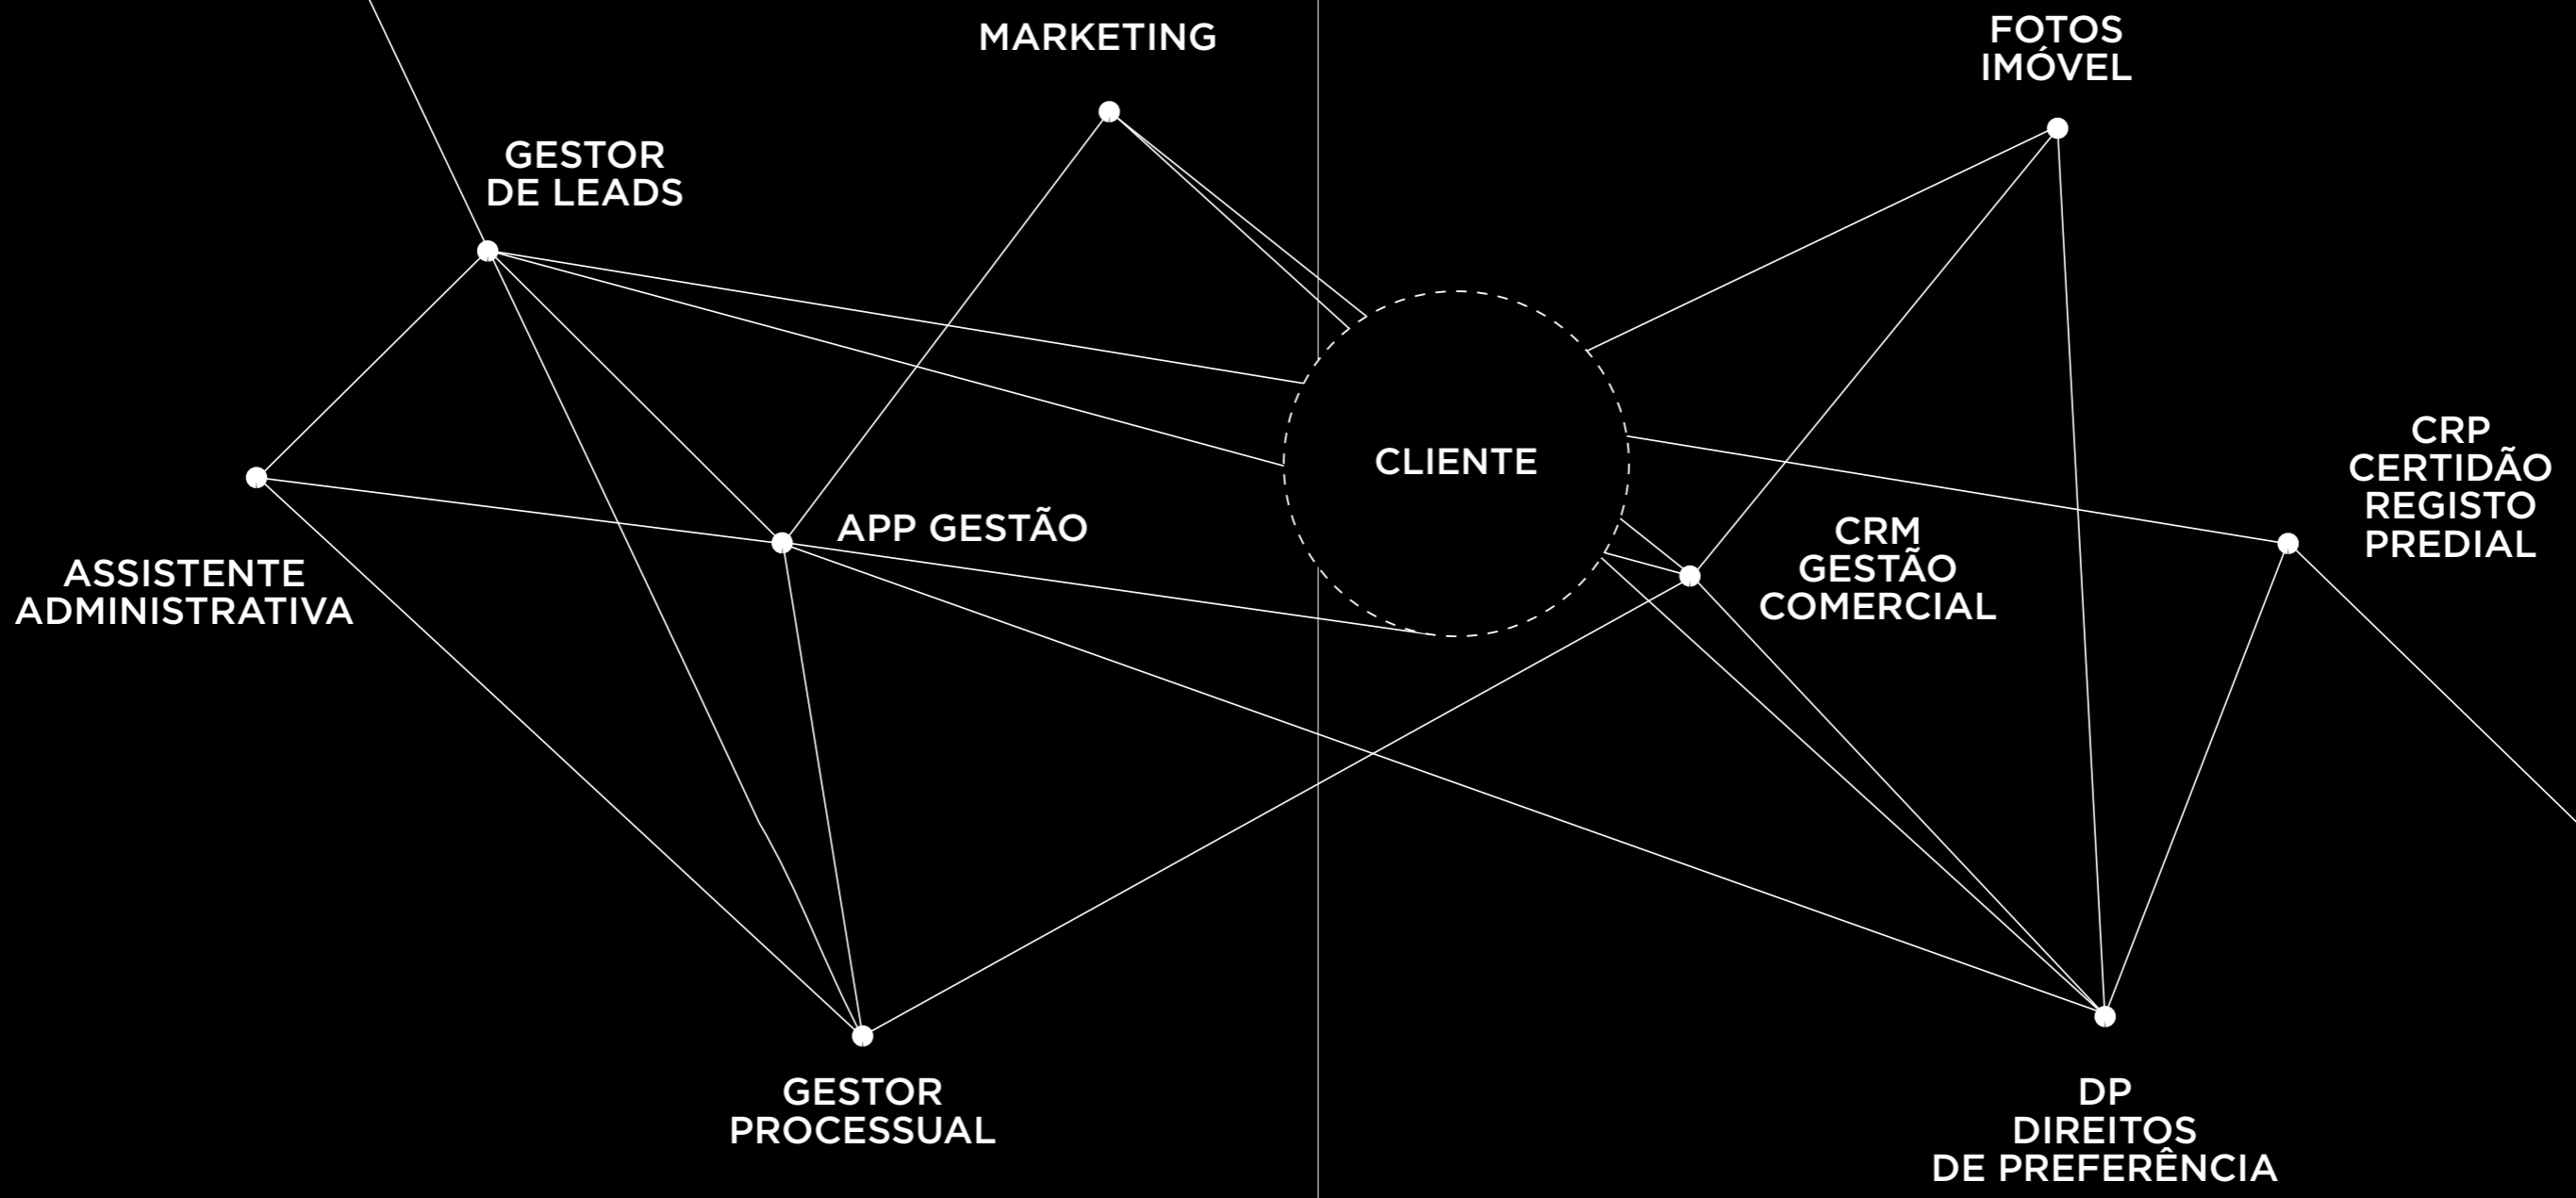 MARKETING
FOTOS
IMÓVEL
GESTOR
DE LEADS
CLIENTE
CRP
CERTIDÃO
REGISTO
PREDIAL
APP GESTÃO
CRM
GESTÃO
COMERCIAL
ASSISTENTE
ADMINISTRATIVA
GESTOR
PROCESSUAL
DP
DIREITOS
DE PREFERÊNCIA